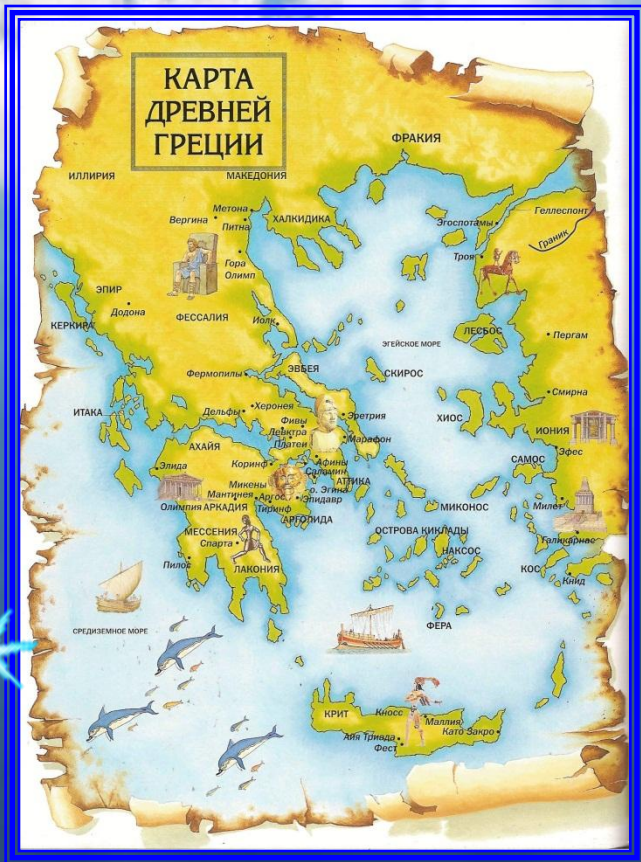 КАРТА
ДРЕВНЕЙ
ГРЕЦИИ
ФРАКИЯ
ИЛЛИРИЯ
МАКЕДОНИЯ
Метона
Вергина
Питна
ХАЛКИДИКА
Геллеспонт
Эгоспотамы
Граник
Троя
Гора
Олимп
ЭПИР
Додона
ФЕССАЛИЯ
КЕРКИРА
Иолк
ЛЕСБОС
Пергам
ЭГЕЙСКОЕ МОРЕ
Фермопилы
ЭВБЕЯ
СКИРОС
Смирна
ИТАКА
Дельфы
Херонея
Фивы
Левктра
Платеи
Эретрия
Марафон
ХИОС
ИОНИЯ
Эфес
АХАЙЯ
Элида
Коринф
Афины
Саламин
АТТИКА
САМОС
Микены
Мантинея
Аргос
о. Эгина
Эпидавр
Олимпия
АРКАДИЯ
Тиринф
АРГОЛИДА
МИКОНОС
Милет
МЕССЕНИЯ
Спарта
ОСТРОВА КИКЛАДЫ
НАКСОС
Галикарнас
Пилос
ЛАКОНИЯ
КОС
Книд
ФЕРА
СРЕДИЗЕМНОЕ МОРЕ
КРИТ
Кносс
Маллия
Като Закро
Айя Триада
Фест